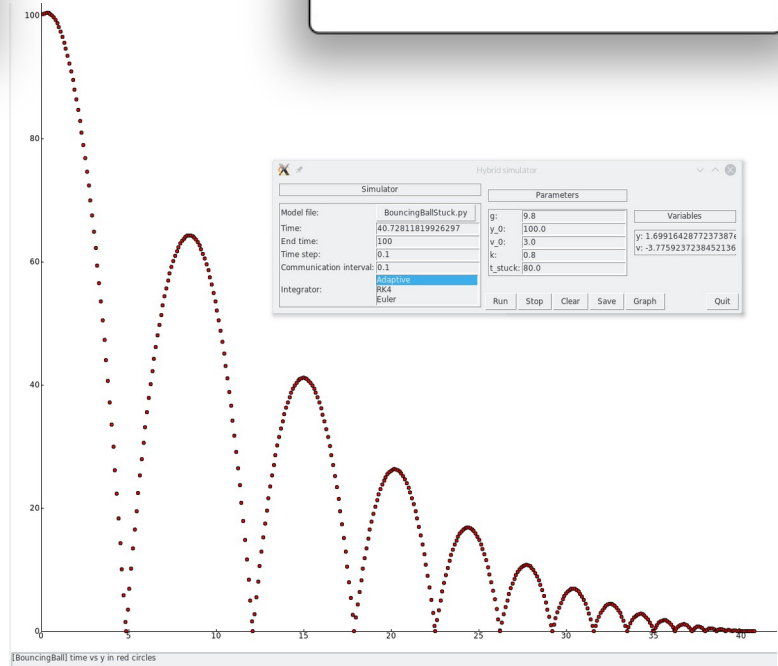 100
80
60
40
20
0
0
5
10
15
20
25
30
35
40
Hybrid simulator
Simulator
Model file: BouncingBallStuck.py
Time: 40.72811819926297
End time: 100
Time step: 0.1
Communication interval: 0.1
Integrator:
Adaptive
RK4
Euler
Parameters
g: 9.8
y_0: 100.0
v_0: 3.0
k: 0.8
t_stuck: 80.0
Variables
y: 1.6991642877237387e
v: -3.7759237238452136
Run Stop Clear Save Graph Quit
[BouncingBall] time vs y in red circles